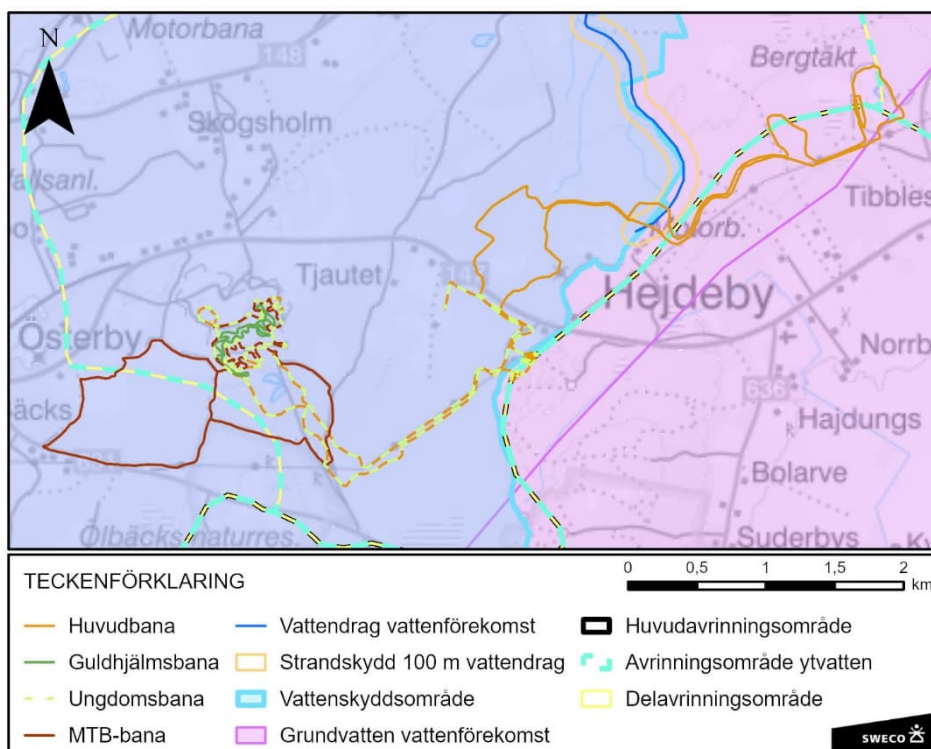 N
Motorbana
148
Bergtäkt
Skogsholm
Tibbles
Tjautet
Hejdeby
Österby
Norrb
636
Hajdungs
Bolarve
Suderbys
TECKENFÖRKLARING
0 0,5 1 1,5 2
km
Huvudbana
Guldhjälmsbana
Ungdomsbana
MTB-bana
Vattendrag vattenförekomst
Strandskydd 100 m vattendrag
Vattenskyddsområde
Grundvatten vattenförekomst
Huvudavrinningsområde
Avrinningsområde ytvatten
Delavrinningsområde
SWECO